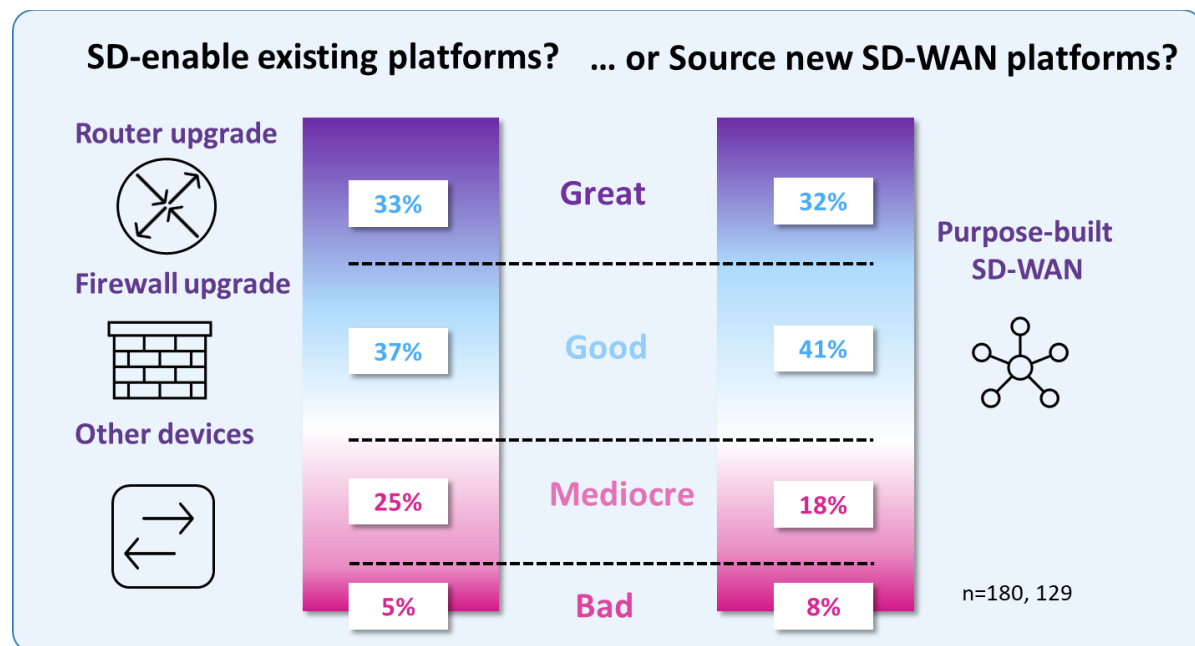 SD-enable existing platforms? ... or Source new SD-WAN platforms?
Router upgrade
33%
Great
32%
Purpose-built
SD-WAN
Firewall upgrade
37%
Good
41%
Other devices
25%
Mediocre
18%
5%
Bad
8%
n=180, 129